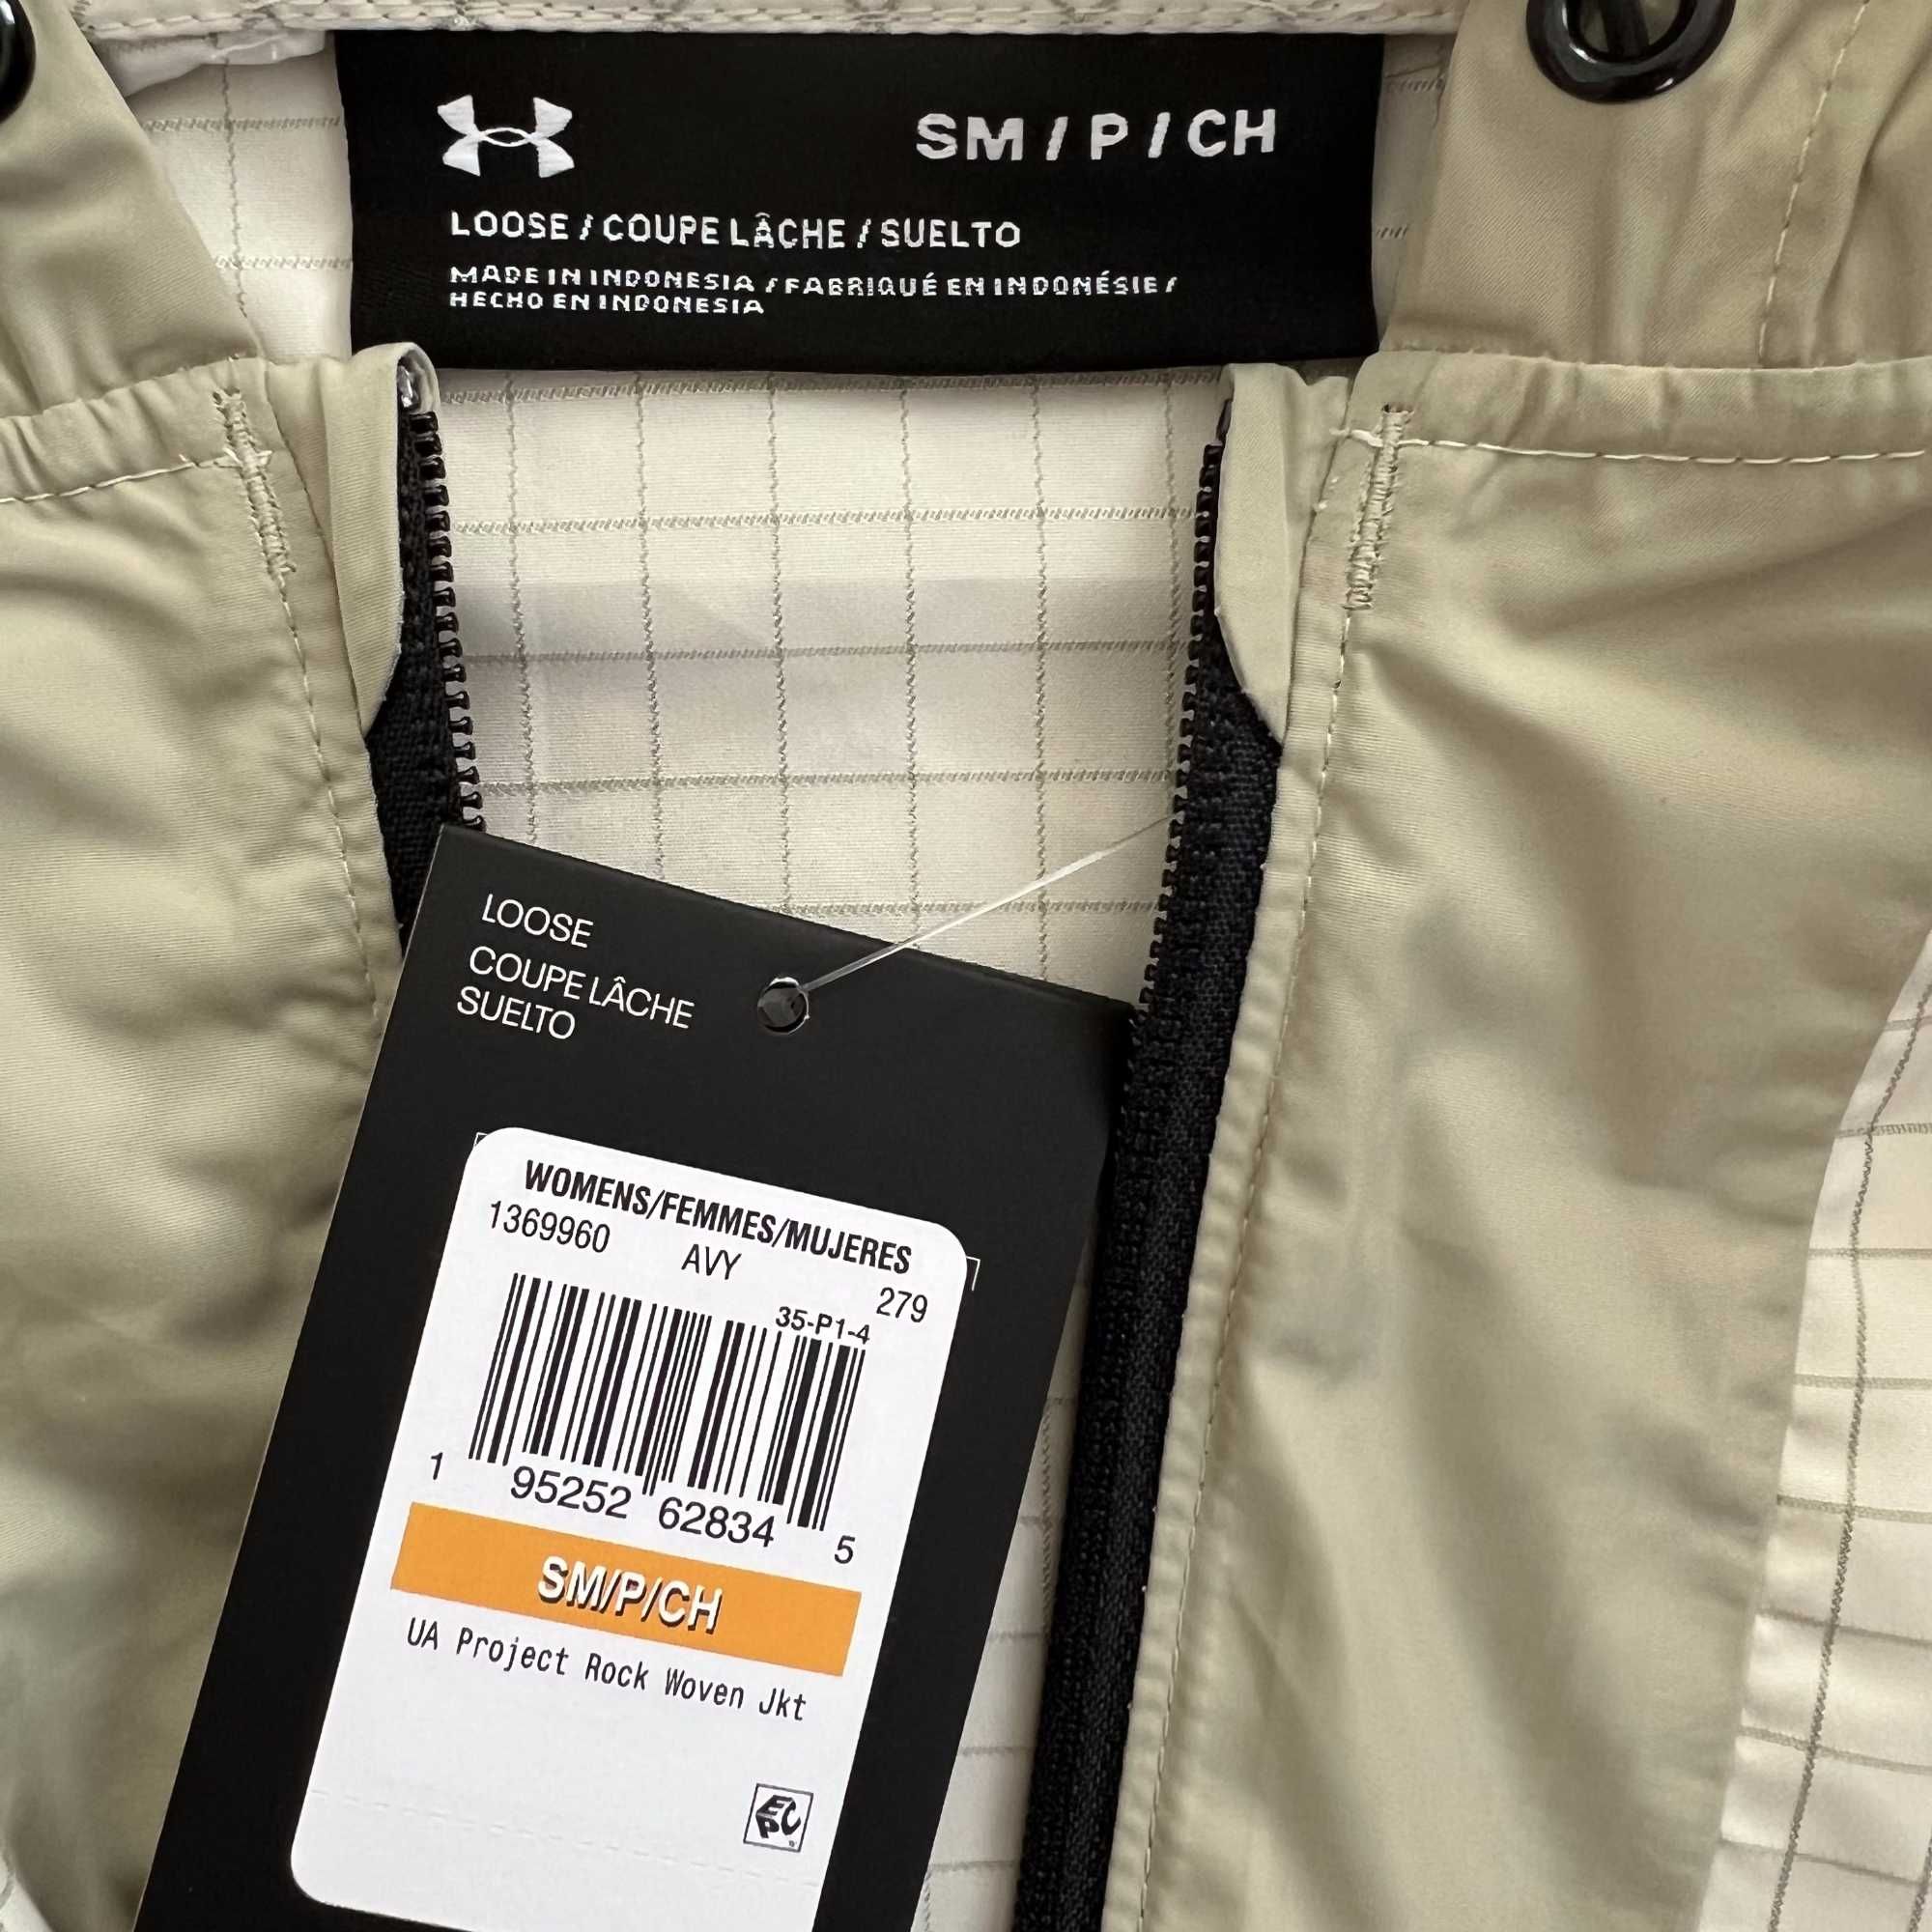 SM / P / CH
LOOSE / COUPE LÂCHE / SUELTO
MADE IN INDONESIA / FABRIQUÉ EN INDONÉSIE /
HECHO EN INDONESIA
LOOSE
COUPE LÂCHE
SUELTO
WOMENS/FEMMES/MUJERES
1369960 AVY 279
35-P1-4
1 95252 62834 5
SM/P/CH
UA Project Rock Woven Jkt
EPC